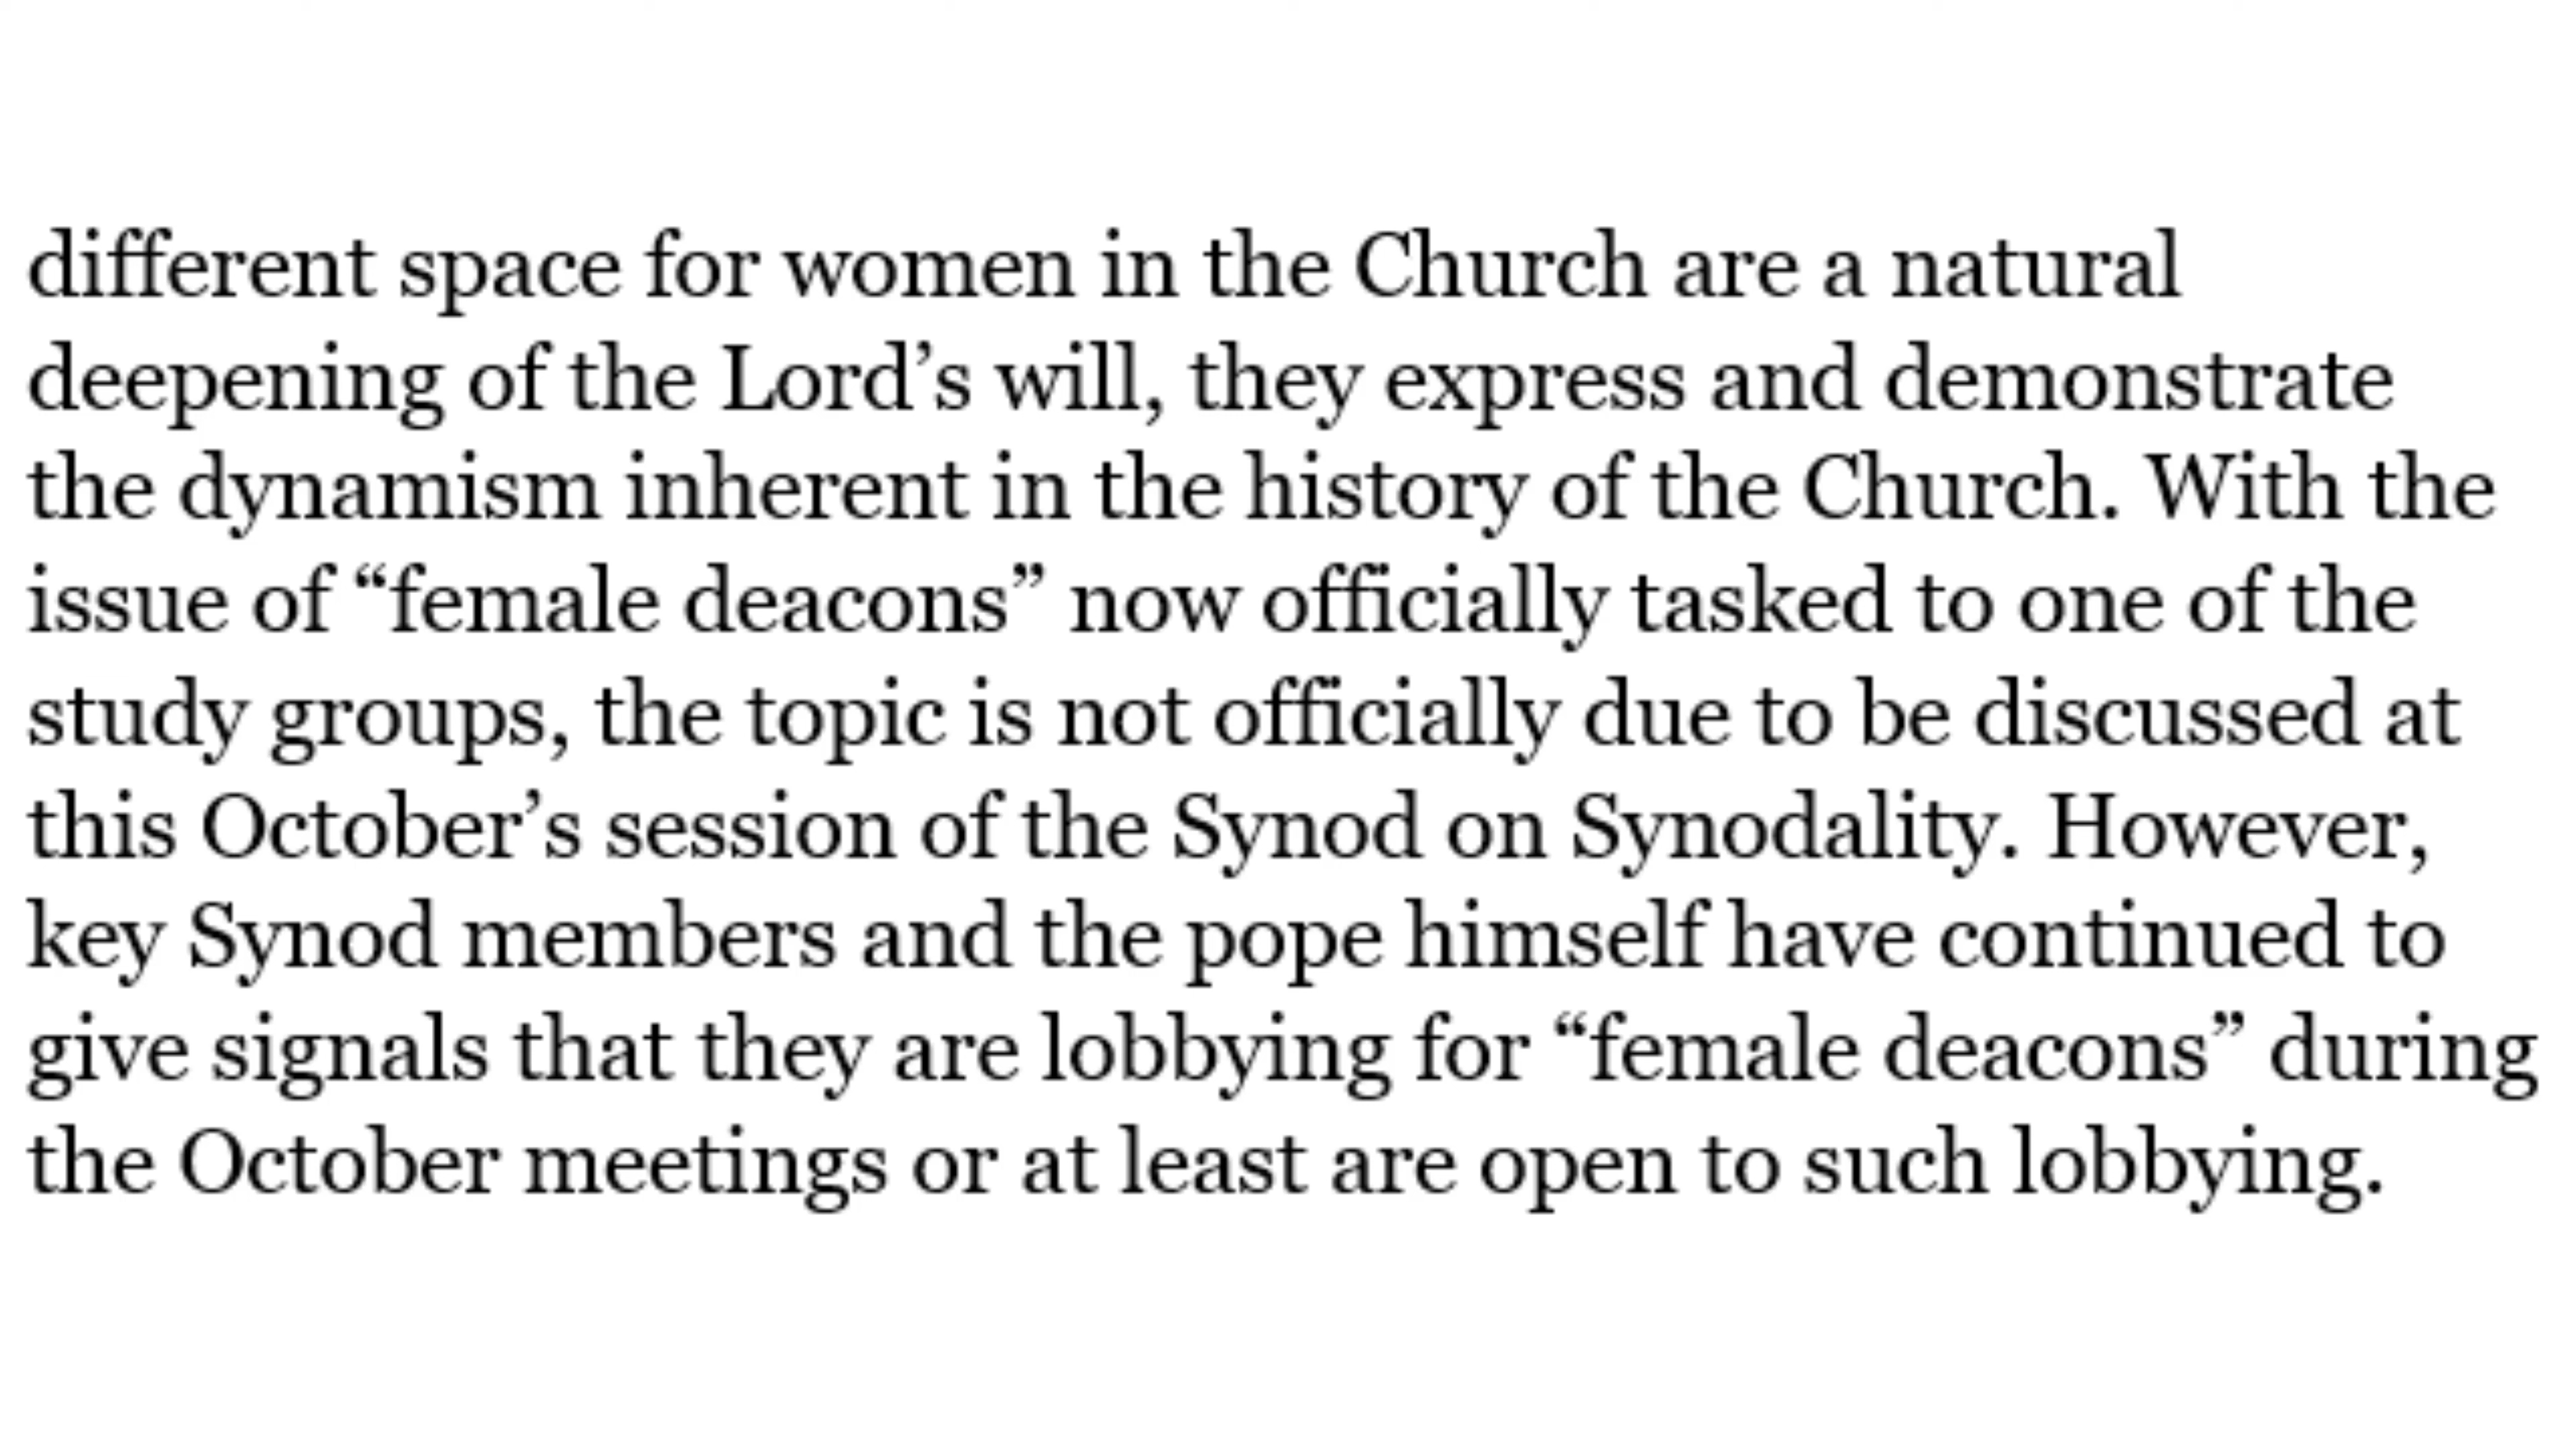 different space for women in the Church are a natural
deepening of the Lord’s will, they express and demonstrate
the dynamism inherent in the history of the Church. With the
issue of “female deacons” now officially tasked to one of the
study groups, the topic is not officially due to be discussed at
this October’s session of the Synod on Synodality. However,
key Synod members and the pope himself have continued to
give signals that they are lobbying for “female deacons” during
the October meetings or at least are open to such lobbying.